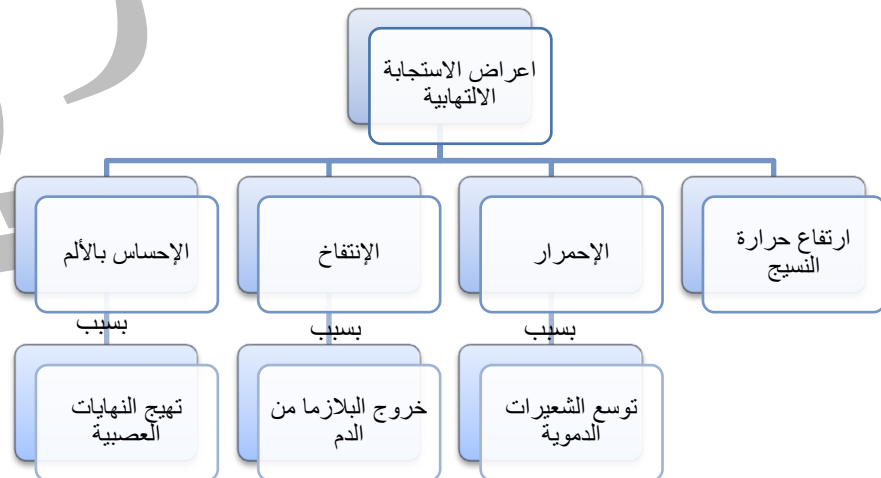 اعراض الاستجابة
الالتهابية
ارتفاع حرارة
النسيج
الإحمرار
الإنتفاخ
الإحساس بالألم
بسبب
بسبب
بسبب
توسع الشعيرات
الدموية
خروج البلازما من
الدم
تهيج النهايات
العصبية